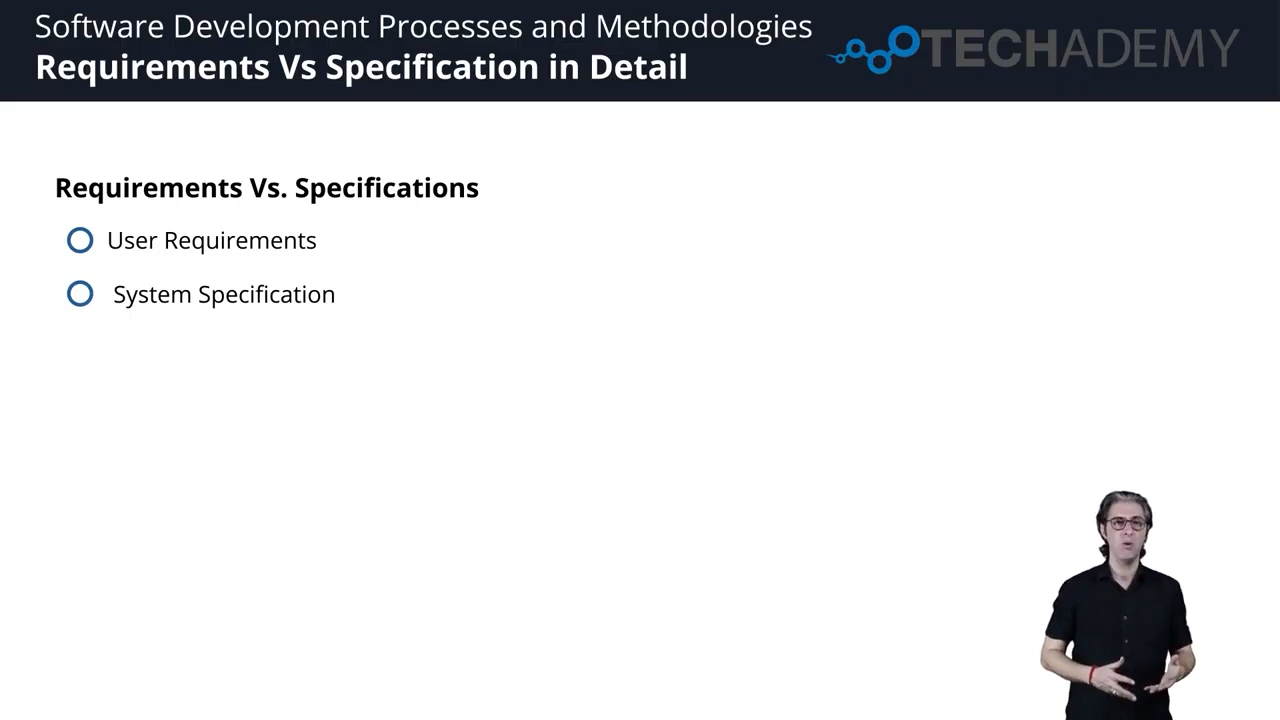 Software Development Processes and Methodologies
Requirements Vs Specification in Detail
TECHADEMY
Requirements Vs. Specifications
User Requirements
System Specification